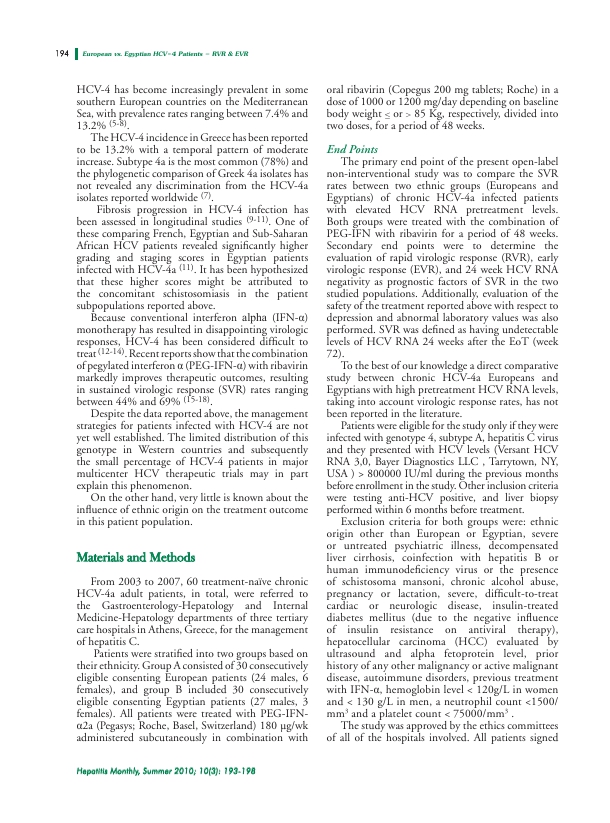 194
European vs. Egyptian HCV-4 Patients – RVR & EVR
HCV-4 has become increasingly prevalent in some
southern European countries on the Mediterranean
Sea, with prevalence rates ranging between 7.4% and
13.2% (5-8).
The HCV-4 incidence in Greece has been reported
to be 13.2% with a temporal pattern of moderate
increase. Subtype 4a is the most common (78%) and
the phylogenetic comparison of Greek 4a isolates has
not revealed any discrimination from the HCV-4a
isolates reported worldwide (7).
Fibrosis progression in HCV-4 infection has
been assessed in longitudinal studies (9-11). One of
these comparing French, Egyptian and Sub-Saharan
African HCV patients revealed significantly higher
grading and staging scores in Egyptian patients
infected with HCV-4a (11). It has been hypothesized
that these higher scores might be attributed to
the concomitant schistosomiasis in the patient
subpopulations reported above.
Because conventional interferon alpha (IFN-α)
monotherapy has resulted in disappointing virologic
responses, HCV-4 has been considered difficult to
treat (12-14). Recent reports show that the combination
of pegylated interferon α (PEG-IFN-α) with ribavirin
markedly improves therapeutic outcomes, resulting
in sustained virologic response (SVR) rates ranging
between 44% and 69% (15-18).
Despite the data reported above, the management
strategies for patients infected with HCV-4 are not
yet well established. The limited distribution of this
genotype in Western countries and subsequently
the small percentage of HCV-4 patients in major
multicenter HCV therapeutic trials may in part
explain this phenomenon.
On the other hand, very little is known about the
influence of ethnic origin on the treatment outcome
in this patient population.
Materials and Methods
From 2003 to 2007, 60 treatment-naïve chronic
HCV-4a adult patients, in total, were referred to
the Gastroenterology-Hepatology and Internal
Medicine-Hepatology departments of three tertiary
care hospitals in Athens, Greece, for the management
of hepatitis C.
Patients were stratified into two groups based on
their ethnicity. Group A consisted of 30 consecutively
eligible consenting European patients (24 males, 6
females), and group B included 30 consecutively
eligible consenting Egyptian patients (27 males, 3
females). All patients were treated with PEG-IFN-
α2a (Pegasys; Roche, Basel, Switzerland) 180 μg/wk
administered subcutaneously in combination with
oral ribavirin (Copegus 200 mg tablets; Roche) in a
dose of 1000 or 1200 mg/day depending on baseline
body weight ≤ or > 85 Kg, respectively, divided into
two doses, for a period of 48 weeks.
End Points
The primary end point of the present open-label
non-interventional study was to compare the SVR
rates between two ethnic groups (Europeans and
Egyptians) of chronic HCV-4a infected patients
with elevated HCV RNA pretreatment levels.
Both groups were treated with the combination of
PEG-IFN with ribavirin for a period of 48 weeks.
Secondary end points were to determine the
evaluation of rapid virologic response (RVR), early
virologic response (EVR), and 24 week HCV RNA
negativity as prognostic factors of SVR in the two
studied populations. Additionally, evaluation of the
safety of the treatment reported above with respect to
depression and abnormal laboratory values was also
performed. SVR was defined as having undetectable
levels of HCV RNA 24 weeks after the EoT (week
72).
To the best of our knowledge a direct comparative
study between chronic HCV-4a Europeans and
Egyptians with high pretreatment HCV RNA levels,
taking into account virologic response rates, has not
been reported in the literature.
Patients were eligible for the study only if they were
infected with genotype 4, subtype A, hepatitis C virus
and they presented with HCV levels (Versant HCV
RNA 3,0, Bayer Diagnostics LLC , Tarrytown, NY,
USA ) > 800000 IU/ml during the previous months
before enrollment in the study. Other inclusion criteria
were testing anti-HCV positive, and liver biopsy
performed within 6 months before treatment.
Exclusion criteria for both groups were: ethnic
origin other than European or Egyptian, severe
or untreated psychiatric illness, decompensated
liver cirrhosis, coinfection with hepatitis B or
human immunodeficiency virus or the presence
of schistosoma mansoni, chronic alcohol abuse,
pregnancy or lactation, severe, difficult-to-treat
cardiac or neurologic disease, insulin-treated
diabetes mellitus (due to the negative influence
of insulin resistance on antiviral therapy),
hepatocellular carcinoma (HCC) evaluated by
ultrasound and alpha fetoprotein level, prior
history of any other malignancy or active malignant
disease, autoimmune disorders, previous treatment
with IFN-α, hemoglobin level < 120g/L in women
and < 130 g/L in men, a neutrophil count <1500/
mm³ and a platelet count < 75000/mm³ .
The study was approved by the ethics committees
of all of the hospitals involved. All patients signed
Hepatitis Monthly, Summer 2010; 10(3): 193-198